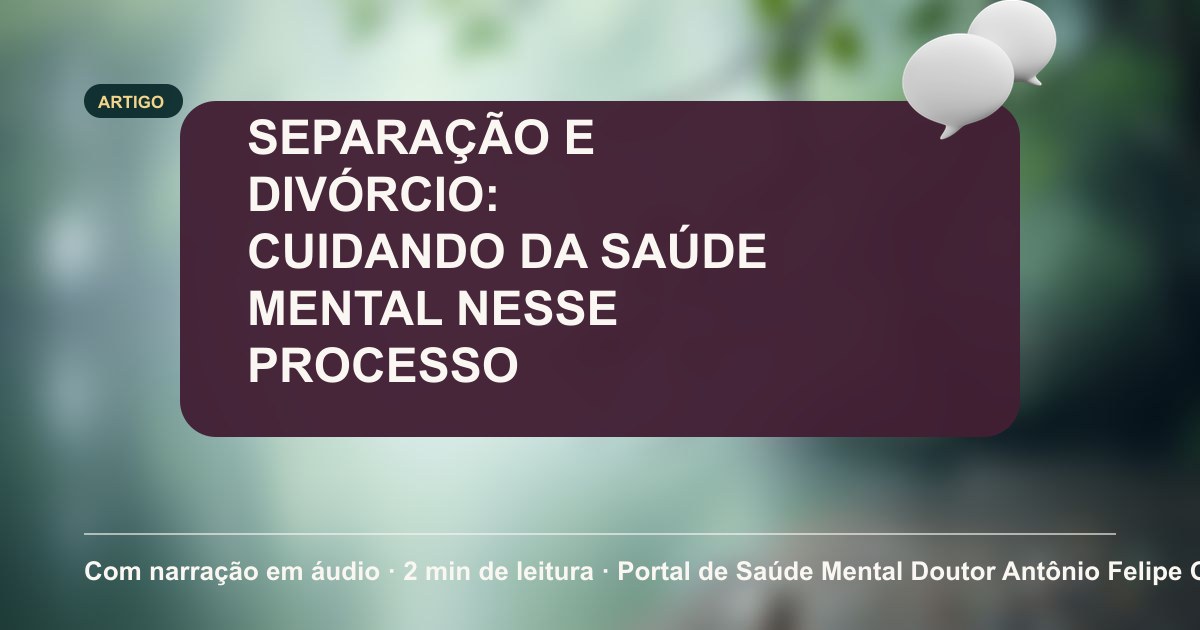 ARTIGO
SEPARAÇÃO E
DIVÓRCIO:
CUIDANDO DA SAÚDE
MENTAL NESSE
PROCESSO
Com narração em áudio · 2 min de leitura · Portal de Saúde Mental Doutor Antônio Felipe